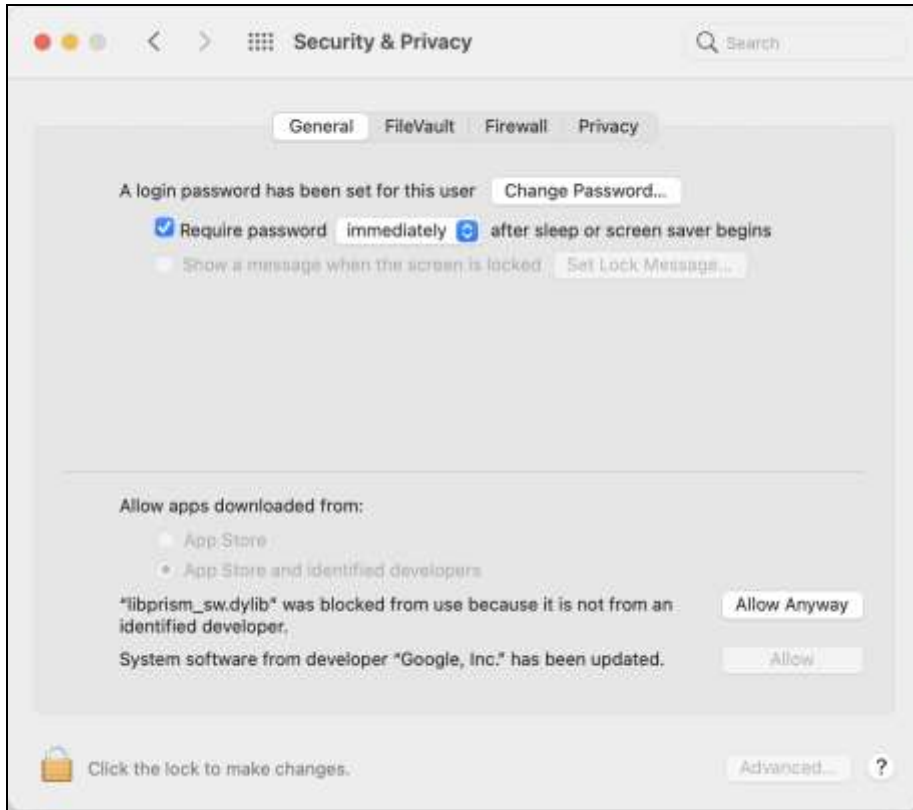 Security & Privacy
Search
General FileVault Firewall Privacy
A login password has been set for this user Change Password...
Require password immediately after sleep or screen saver begins
Show a message when the screen is locked Set Lock Message...
Allow apps downloaded from:
App Store
App Store and identified developers
"libprism_sw.dylib" was blocked from use because it is not from an Allow Anyway
identified developer.
System software from developer "Google, Inc." has been updated. Allow
Click the lock to make changes. Advanced... ?